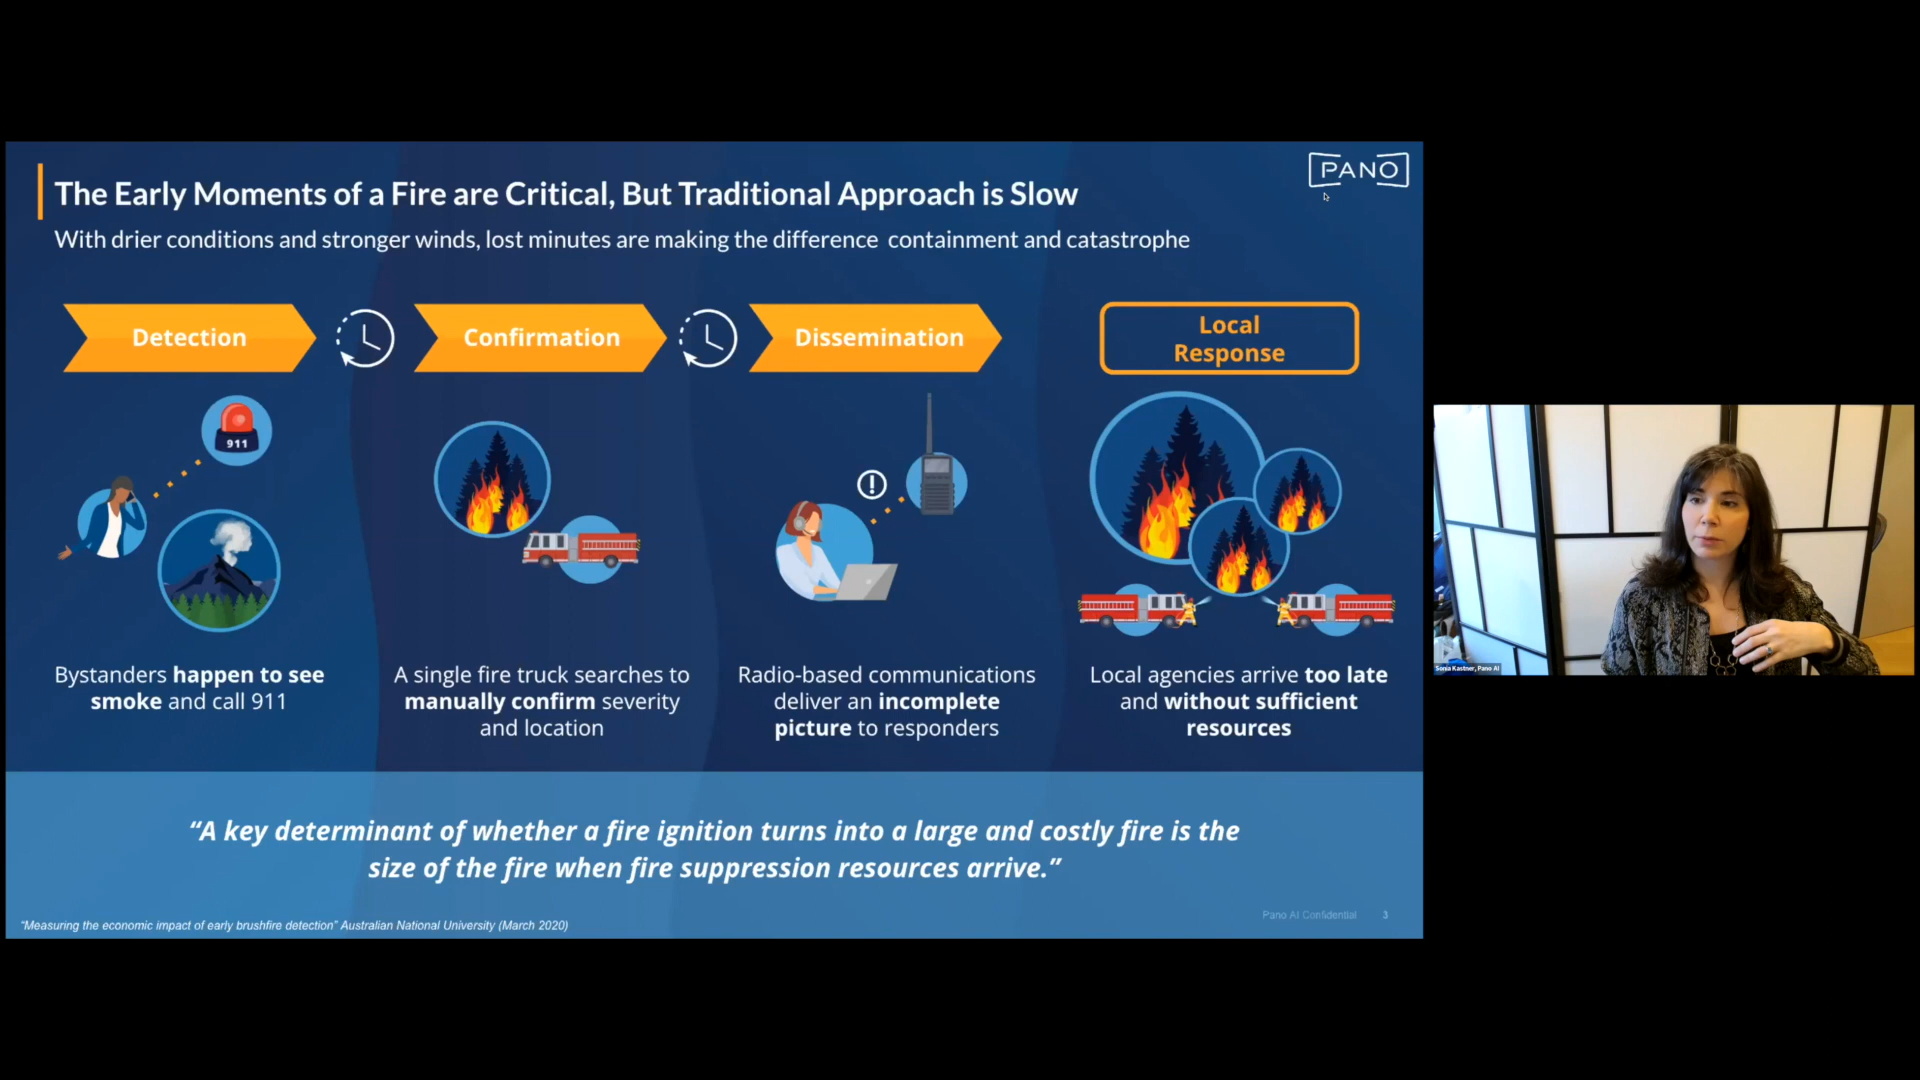 PANO
The Early Moments of a Fire are Critical, But Traditional Approach is Slow
With drier conditions and stronger winds, lost minutes are making the difference containment and catastrophe
Detection
Confirmation
Dissemination
Local
Response
911
Bystanders happen to see
smoke and call 911
A single fire truck searches to
manually confirm severity
and location
Radio-based communications
deliver an incomplete
picture to responders
Local agencies arrive too late
and without sufficient
resources
“A key determinant of whether a fire ignition turns into a large and costly fire is the
size of the fire when fire suppression resources arrive.”
“Measuring the economic impact of early brushfire detection” Australian National University (March 2020)
Pano AI Confidential 3
Sonia Kastner, Pano AI